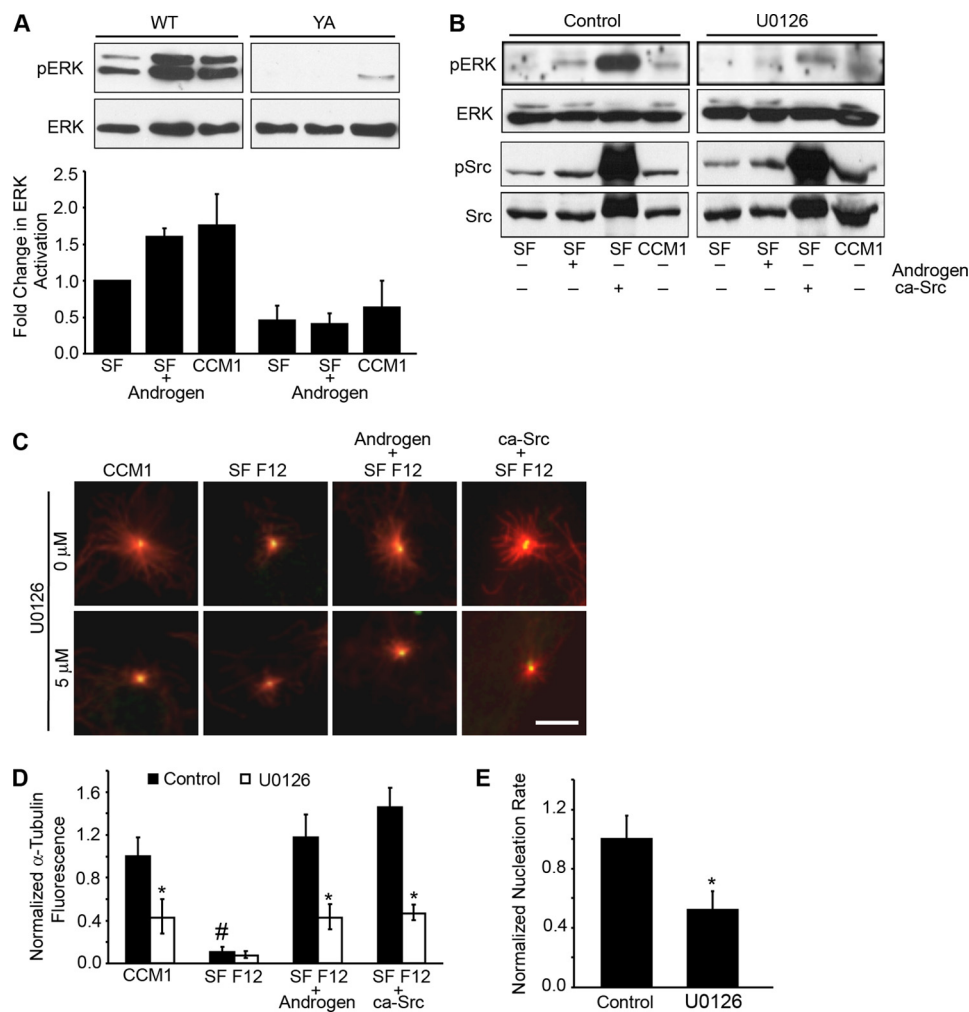 A
WT YA
pERK
ERK
Fold Change in ERK
Activation
2.5
2.0
1.5
1.0
0.5
0.0
SF SF CCM1 SF SF CCM1
+ +
Androgen Androgen
B
Control U0126
pERK
ERK
pSrc
Src
SF SF SF CCM1 SF SF SF CCM1
– + – – + – Androgen
– – + – – – + – ca-Src
C
Androgen ca-Src
+ +
CCM1 SF F12 SF F12 SF F12
U0126
0 µM
5 µM
D
Control U0126
Normalized α-Tubulin
Fluorescence
1.6
1.2
0.8
0.4
0.0
* # * *
CCM1 SF F12 SF F12 SF F12
+ +
Androgen ca-Src
E
Normalized Nucleation Rate
1.2
0.8
0.4
0.0
*
Control U0126